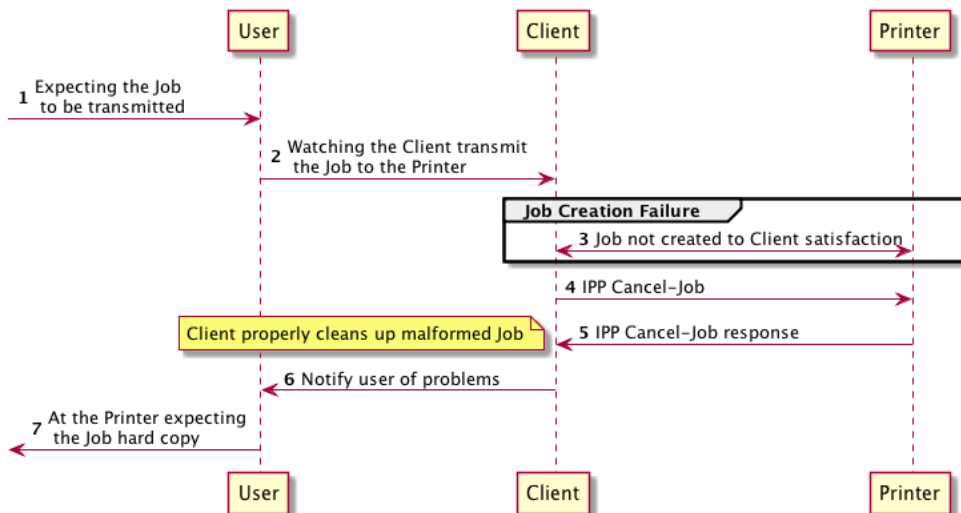 User
Client
Printer
1 Expecting the Job
to be transmitted
2 Watching the Client transmit
the Job to the Printer
Job Creation Failure
3 Job not created to Client satisfaction
4 IPP Cancel-Job
Client properly cleans up malformed Job
5 IPP Cancel-Job response
6 Notify user of problems
7 At the Printer expecting
the Job hard copy
User
Client
Printer